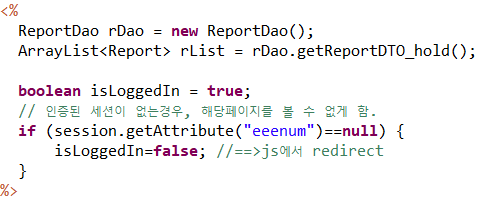 <%
ReportDao rDao = new ReportDao();
ArrayList<Report> rList = rDao.getReportDTO_hold();
boolean isLoggedIn = true;
// 인증된 세션이 없는경우, 해당페이지를 볼 수 없게 함.
if (session.getAttribute("eeenum")==null) {
isLoggedIn=false; //==>js에서 redirect
}
%>